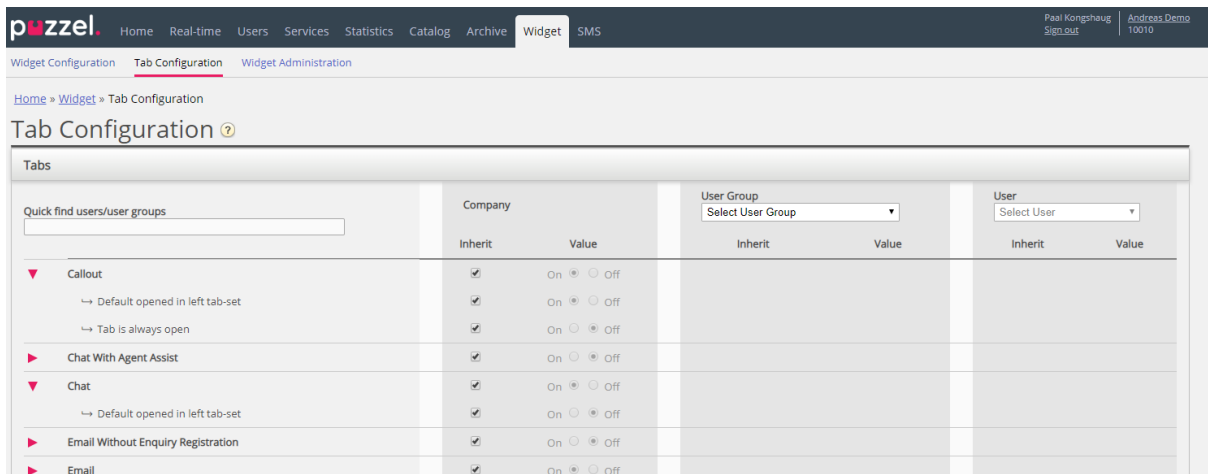 puzzel. Home Real-time Users Services Statistics Catalog Archive Widget SMS Paal Kongshaug Andreas Demo
Sign out 10010
Widget Configuration Tab Configuration Widget Administration
Home » Widget » Tab Configuration
Tab Configuration ?
Tabs
Quick find users/user groups Company User Group User
Select User Group Select User
Inherit Value Inherit Value Inherit Value
Callout On Off
↪ Default opened in left tab-set On Off
↪ Tab is always open On Off
Chat With Agent Assist On Off
Chat On Off
↪ Default opened in left tab-set On Off
Email Without Enquiry Registration On Off
Email On Off